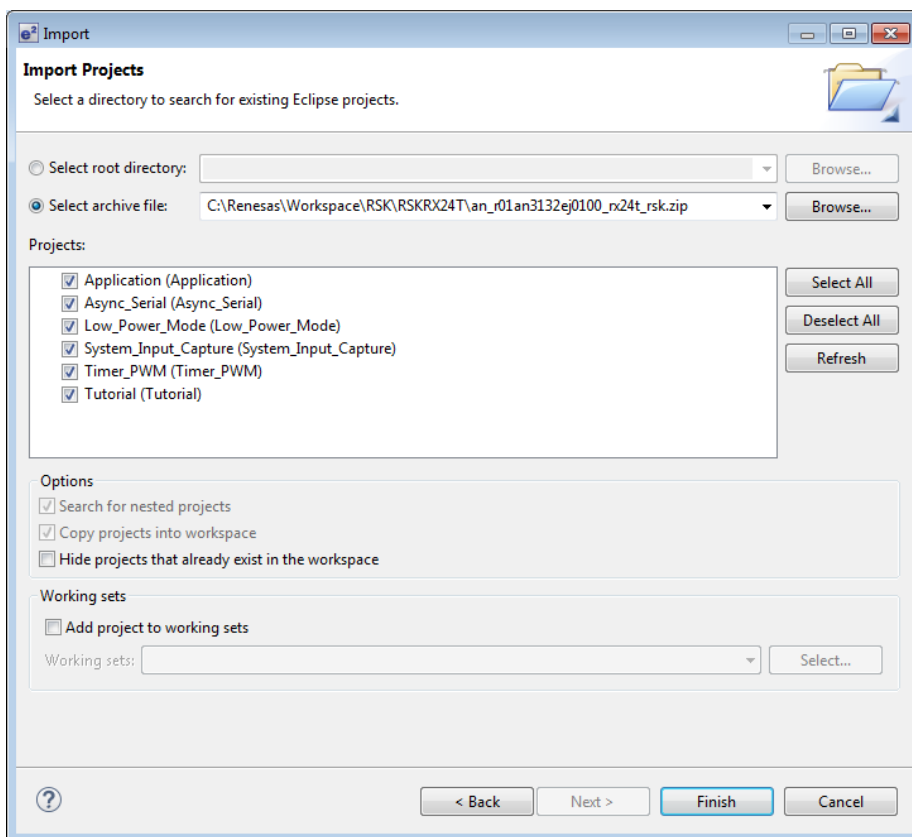 e² Import
Import Projects
Select a directory to search for existing Eclipse projects.
Select root directory:
Browse...
Select archive file:
C:\Renesas\Workspace\RSK\RSKRX24T\an_r01an3132ej0100_rx24t_rsk.zip
Browse...
Projects:
Application (Application)
Async_Serial (Async_Serial)
Low_Power_Mode (Low_Power_Mode)
System_Input_Capture (System_Input_Capture)
Timer_PWM (Timer_PWM)
Tutorial (Tutorial)
Select All
Deselect All
Refresh
Options
Search for nested projects
Copy projects into workspace
Hide projects that already exist in the workspace
Working sets
Add project to working sets
Working sets:
Select...
?
< Back
Next >
Finish
Cancel